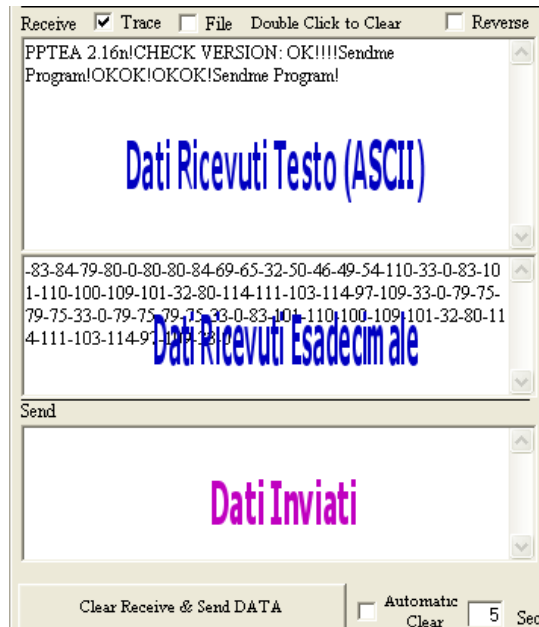 Receive Trace File Double Click to Clear Reverse
PPTEA 2.16n!CHECK VERSION: OK!!!!Sendme
Program!OKOK!OKOK!Sendme Program!
Dati Ricevuti Testo (ASCII)
-83-84-79-80-0-80-80-84-69-65-32-50-46-49-54-110-33-0-83-10
1-110-100-109-101-32-80-114-111-103-114-97-109-33-0-79-75-
79-75-33-0-79-75-79-75-33-0-83-101-110-100-109-101-32-80-11
4-111-103-114-97-109-33-0
Dati Ricevuti Esadecimale
Send
Dati Inviati
Clear Receive & Send DATA
Automatic
Clear 5 Sec